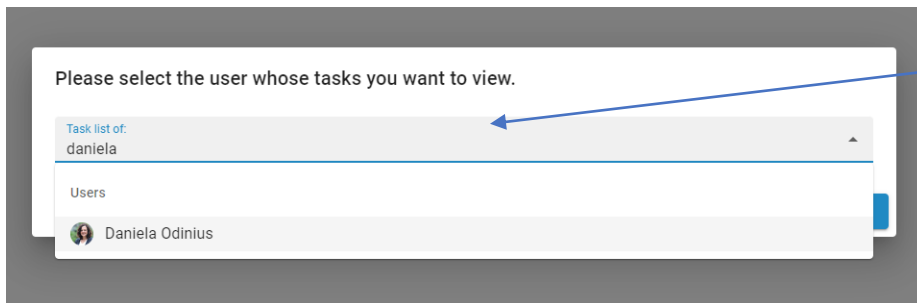 Please select the user whose tasks you want to view.
Task list of:
daniela
Users
Daniela Odinius